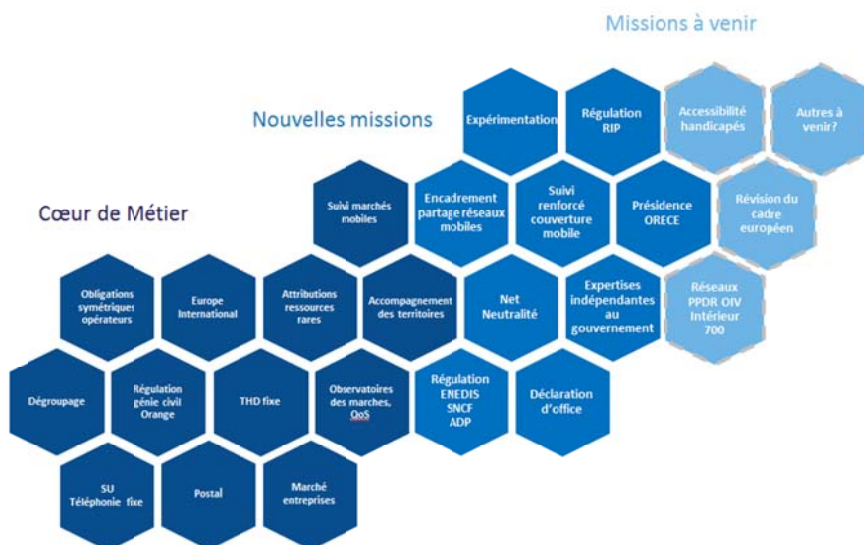 Missions à venir
Nouvelles missions
Expérimentation
Régulation
RIP
Accessibilité
handicapés
Autres à
venir?
Cœur de Métier
Suivi marchés
mobiles
Encadrement
partage réseaux
mobiles
Suivi
renforcé
couverture
mobile
Présidence
ORECE
Révision du
cadre
européen
Obligations
symétriques
opérateurs
Europe
International
Attributions
ressources
rares
Accompagnement
des territoires
Net
Neutralité
Expertises
indépendantes
au
gouvernement
Réseaux
PPDR OIV
Intérieur
700
Dégroupage
Régulation
génie civil
Orange
THD fixe
Observatoires
des marches,
QoS
Régulation
ENEDIS
SNCF
ADP
Déclaration
d'office
SU
Téléphonie fixe
Postal
Marché
entreprises